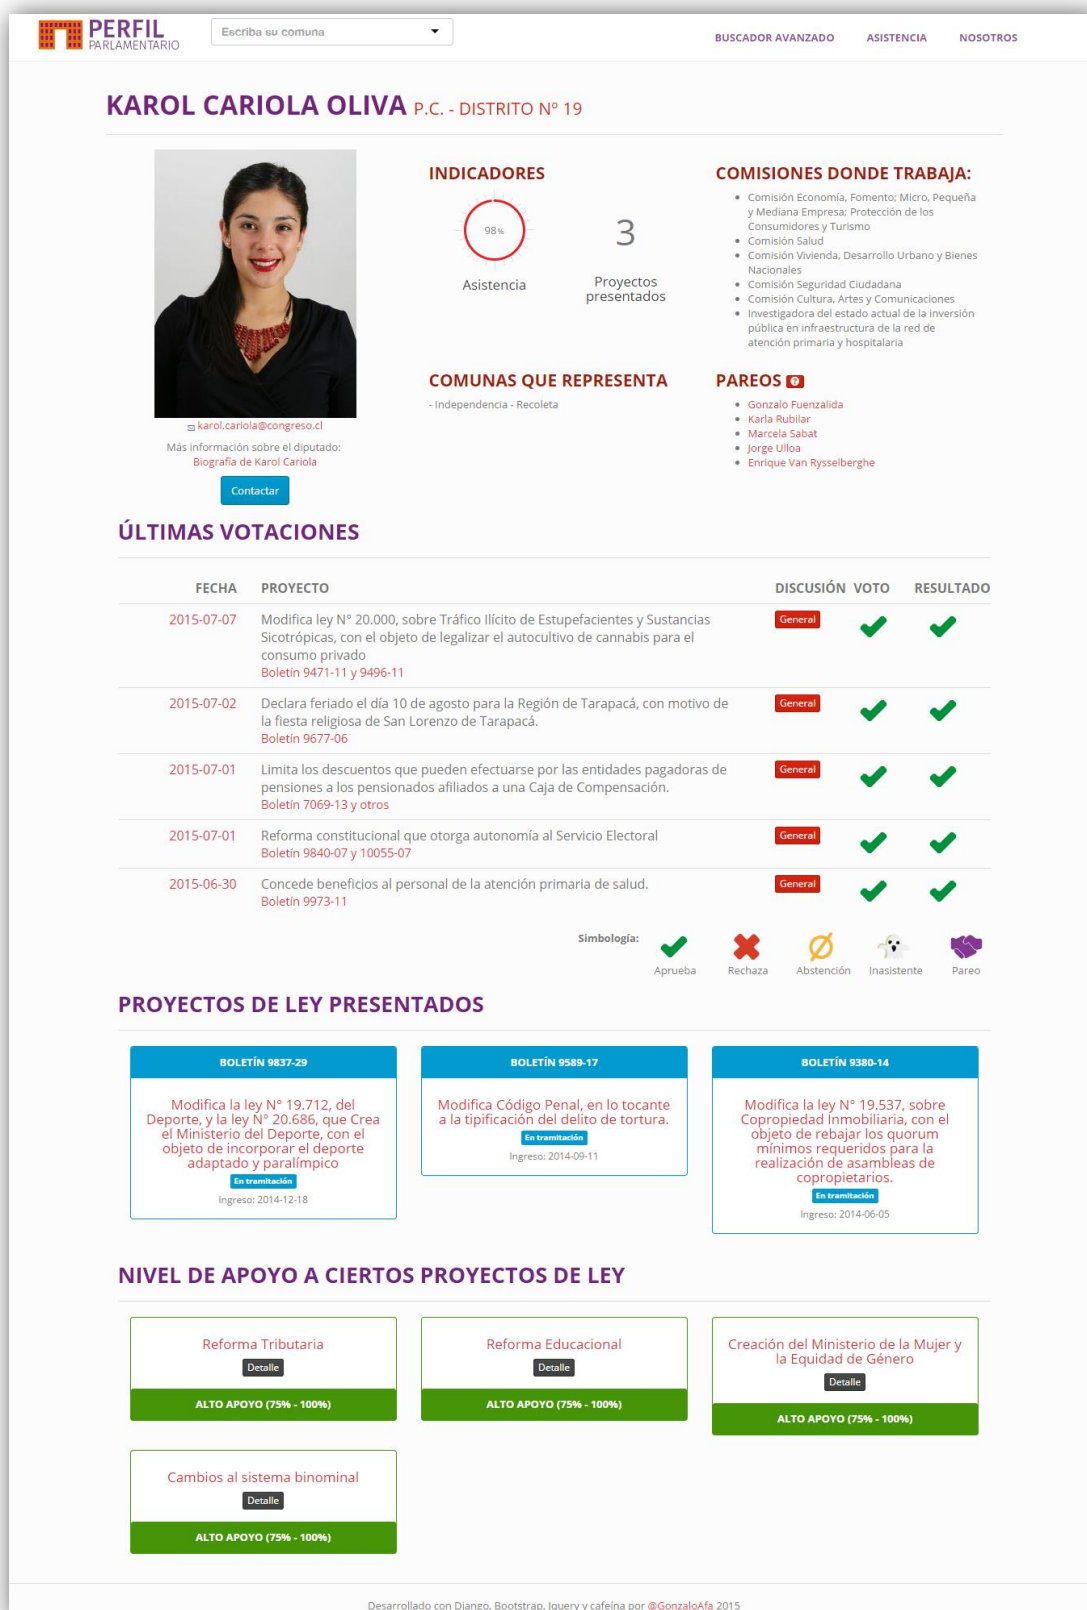 PERFIL
PARLAMENTARIO
Escriba su comuna
BUSCADOR AVANZADO
ASISTENCIA
NOSOTROS
KAROL CARIOLA OLIVA P.C. - DISTRITO Nº 19
INDICADORES
98%
Asistencia
3
Proyectos
presentados
COMISIONES DONDE TRABAJA:
Comisión Economía, Fomento; Micro, Pequeña
y Mediana Empresa; Protección de los
Consumidores y Turismo
Comisión Salud
Comisión Vivienda, Desarrollo Urbano y Bienes
Nacionales
Comisión Seguridad Ciudadana
Comisión Cultura, Artes y Comunicaciones
Investigadora del estado actual de la inversión
pública en infraestructura de la red de
atención primaria y hospitalaria
COMUNAS QUE REPRESENTA
- Independencia - Recoleta
PAREOS ?
Gonzalo Fuenzalida
Karla Rubilar
Marcela Sabat
Jorge Ulloa
Enrique Van Rysselberghe
karol.cariola@congreso.cl
Más información sobre el diputado:
Biografía de Karol Cariola
Contactar
ÚLTIMAS VOTACIONES
FECHA PROYECTO DISCUSIÓN VOTO RESULTADO
2015-07-07 Modifica ley N° 20.000, sobre Tráfico Ilícito de Estupefacientes y Sustancias General
Sicotrópicas, con el objeto de legalizar el autocultivo de cannabis para el
consumo privado
Boletín 9471-11 y 9496-11
2015-07-02 Declara feriado el día 10 de agosto para la Región de Tarapacá, con motivo de General
la fiesta religiosa de San Lorenzo de Tarapacá.
Boletín 9677-06
2015-07-01 Limita los descuentos que pueden efectuarse por las entidades pagadoras de General
pensiones a los pensionados afiliados a una Caja de Compensación.
Boletín 7069-13 y otros
2015-07-01 Reforma constitucional que otorga autonomía al Servicio Electoral General
Boletín 9840-07 y 10055-07
2015-06-30 Concede beneficios al personal de la atención primaria de salud. General
Boletín 9973-11
Simbología:
Aprueba Rechaza Abstención Inasistente Pareo
PROYECTOS DE LEY PRESENTADOS
BOLETÍN 9837-29
Modifica la ley N° 19.712, del
Deporte, y la ley N° 20.686, que Crea
el Ministerio del Deporte, con el
objeto de incorporar el deporte
adaptado y paralímpico
En tramitación
Ingreso: 2014-12-18
BOLETÍN 9589-17
Modifica Código Penal, en lo tocante
a la tipificación del delito de tortura.
En tramitación
Ingreso: 2014-09-11
BOLETÍN 9380-14
Modifica la ley N° 19.537, sobre
Copropiedad Inmobiliaria, con el
objeto de rebajar los quorum
mínimos requeridos para la
realización de asambleas de
copropietarios.
En tramitación
Ingreso: 2014-06-05
NIVEL DE APOYO A CIERTOS PROYECTOS DE LEY
Reforma Tributaria
Detalle
ALTO APOYO (75% - 100%)
Reforma Educacional
Detalle
ALTO APOYO (75% - 100%)
Creación del Ministerio de la Mujer y
la Equidad de Género
Detalle
ALTO APOYO (75% - 100%)
Cambios al sistema binominal
Detalle
ALTO APOYO (75% - 100%)
Desarrollado con Django, Bootstrap, Jquery y cafeína por @GonzaloAfa 2015